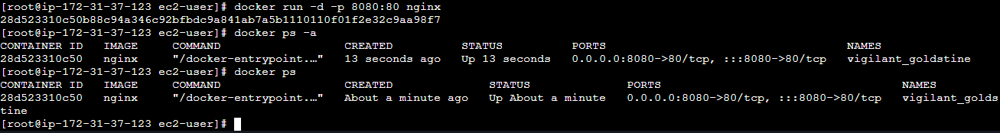 [root@ip-172-31-37-123 ec2-user]# docker run -d -p 8080:80 nginx
28d523310c50b88c94a346c92bfbdc9a841ab7a5b1110110f01f2e32c9aa98f7
[root@ip-172-31-37-123 ec2-user]# docker ps -a
CONTAINER ID   IMAGE     COMMAND                  CREATED          STATUS          PORTS                                   NAMES
28d523310c50   nginx     "/docker-entrypoint.…"   13 seconds ago   Up 13 seconds   0.0.0.0:8080->80/tcp, :::8080->80/tcp   vigilant_goldstine
[root@ip-172-31-37-123 ec2-user]# docker ps
CONTAINER ID   IMAGE     COMMAND                  CREATED              STATUS              PORTS                                   NAMES
28d523310c50   nginx     "/docker-entrypoint.…"   About a minute ago   Up About a minute   0.0.0.0:8080->80/tcp, :::8080->80/tcp   vigilant_golds
tine
[root@ip-172-31-37-123 ec2-user]#